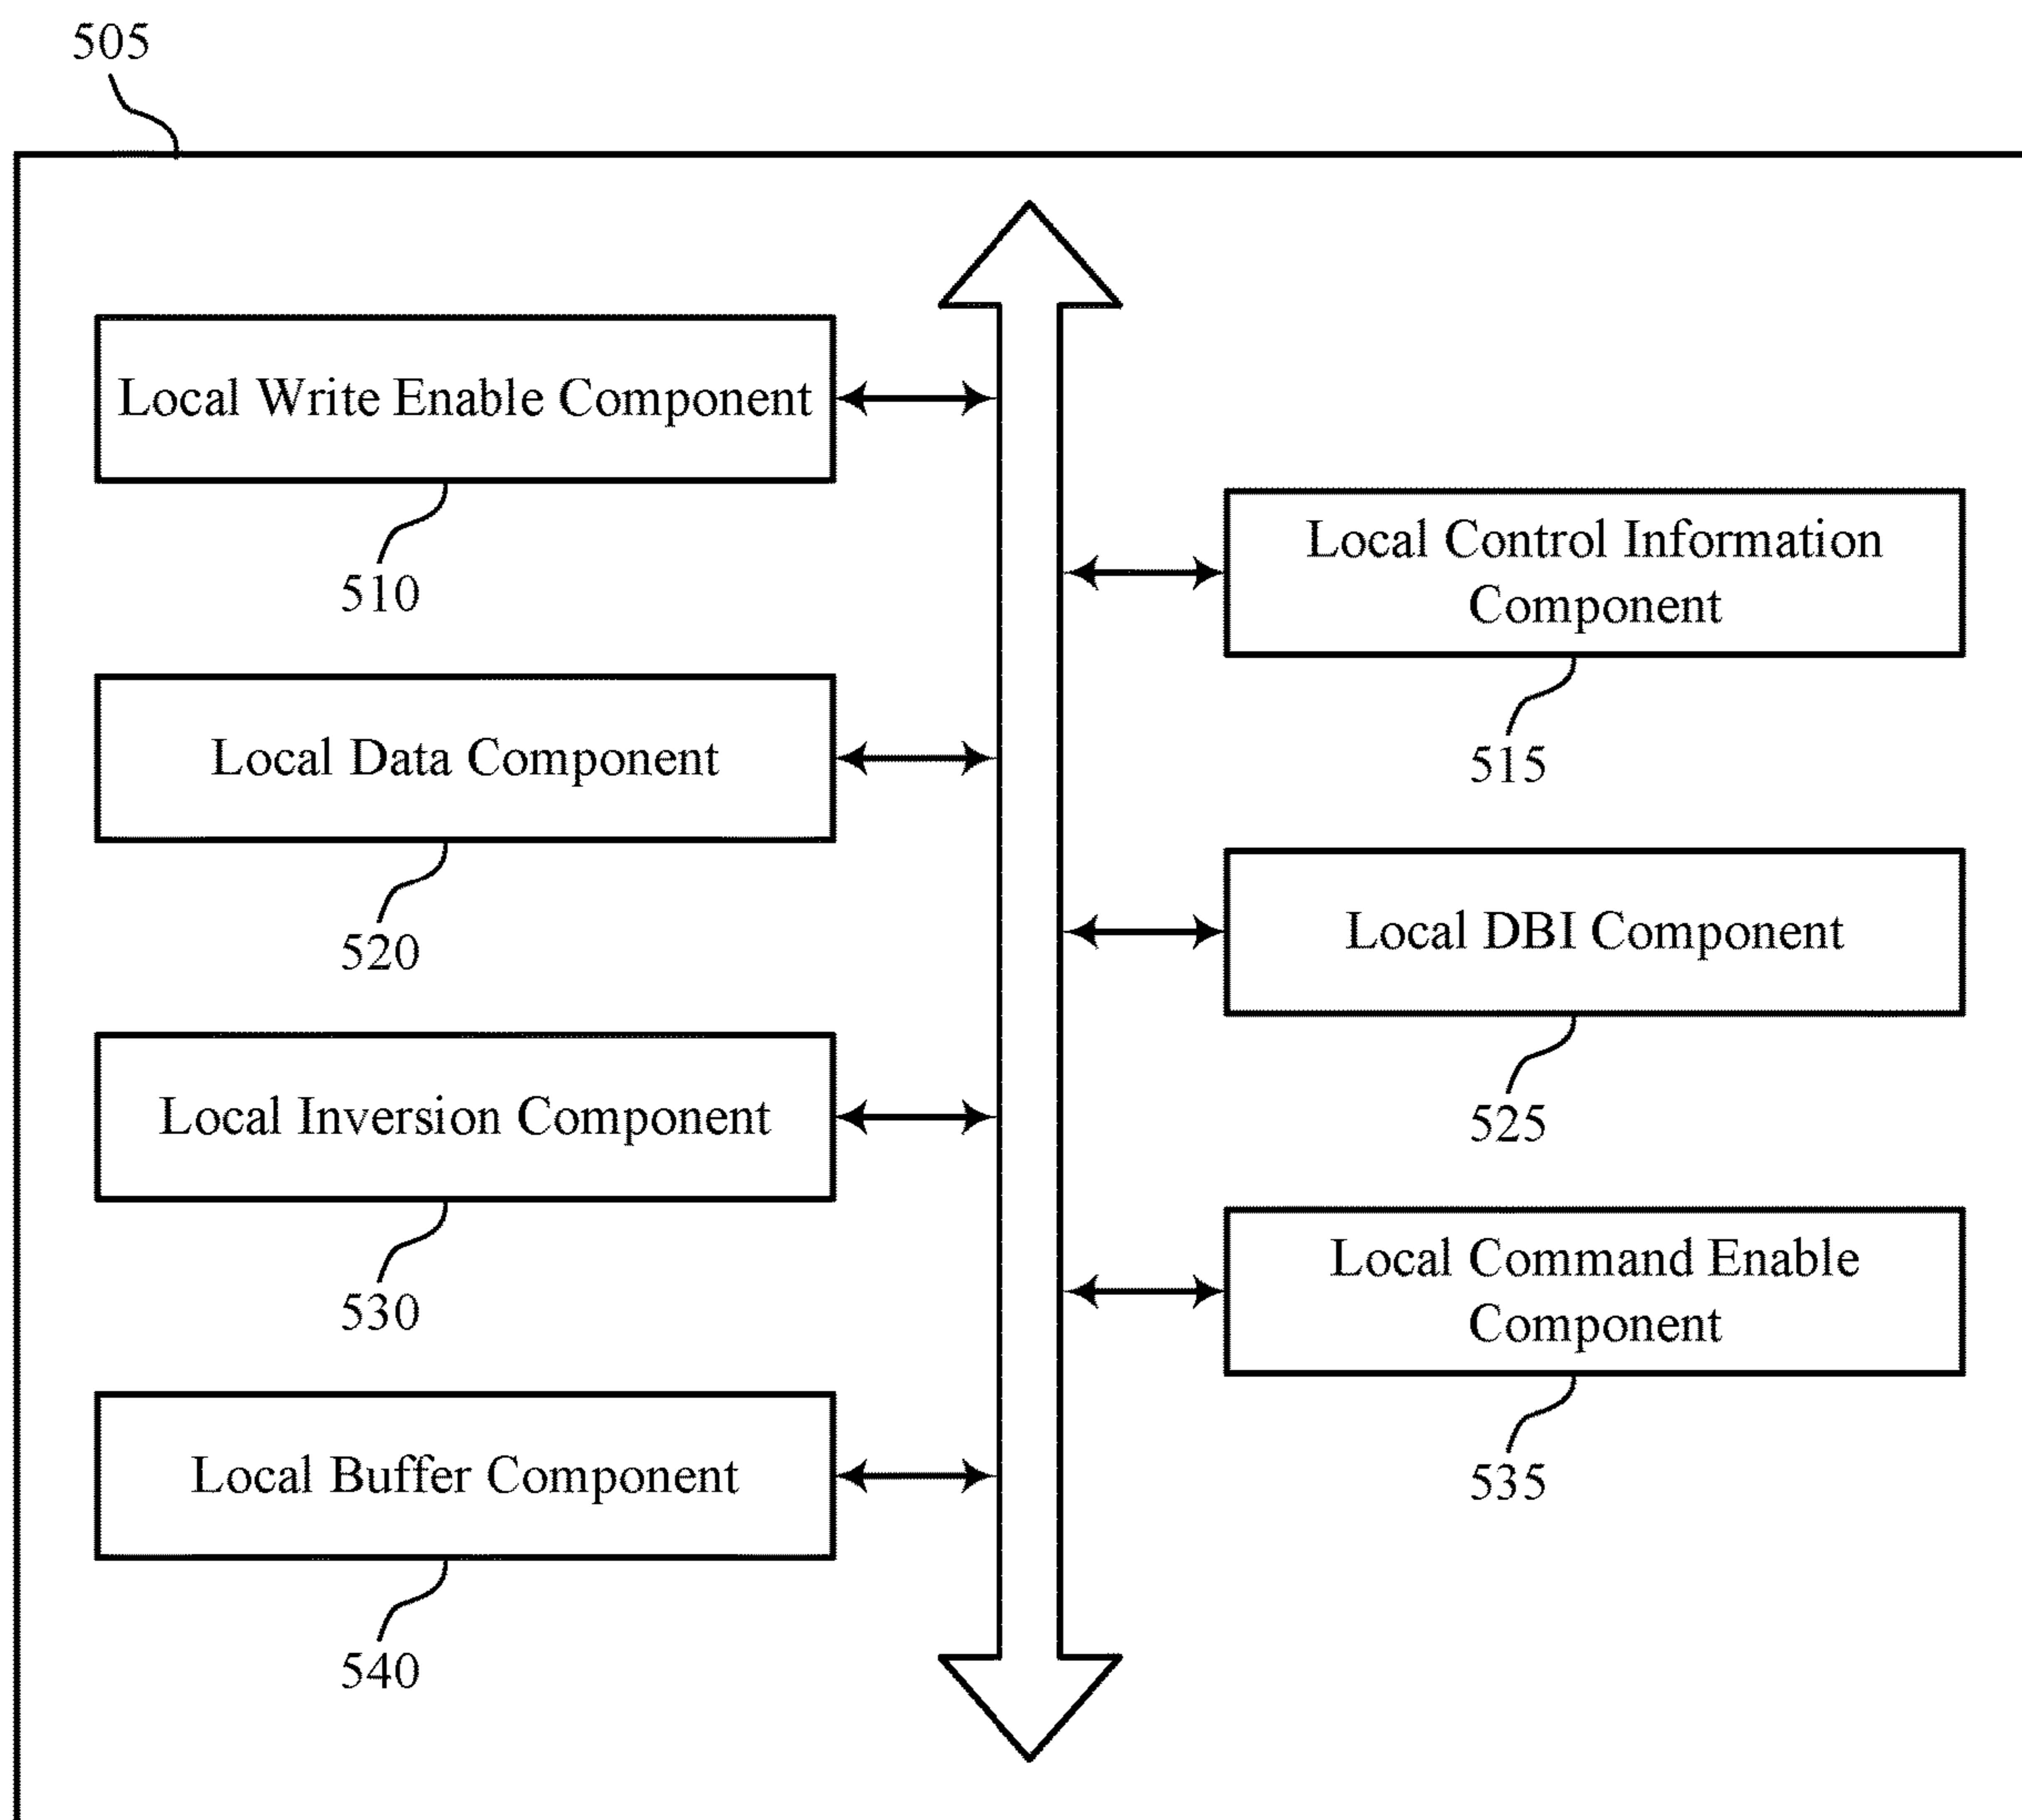 505
Local Write Enable Component
510
Local Control Information
Component
515
Local Data Component
520
Local DBI Component
525
Local Inversion Component
530
Local Command Enable
Component
535
Local Buffer Component
540